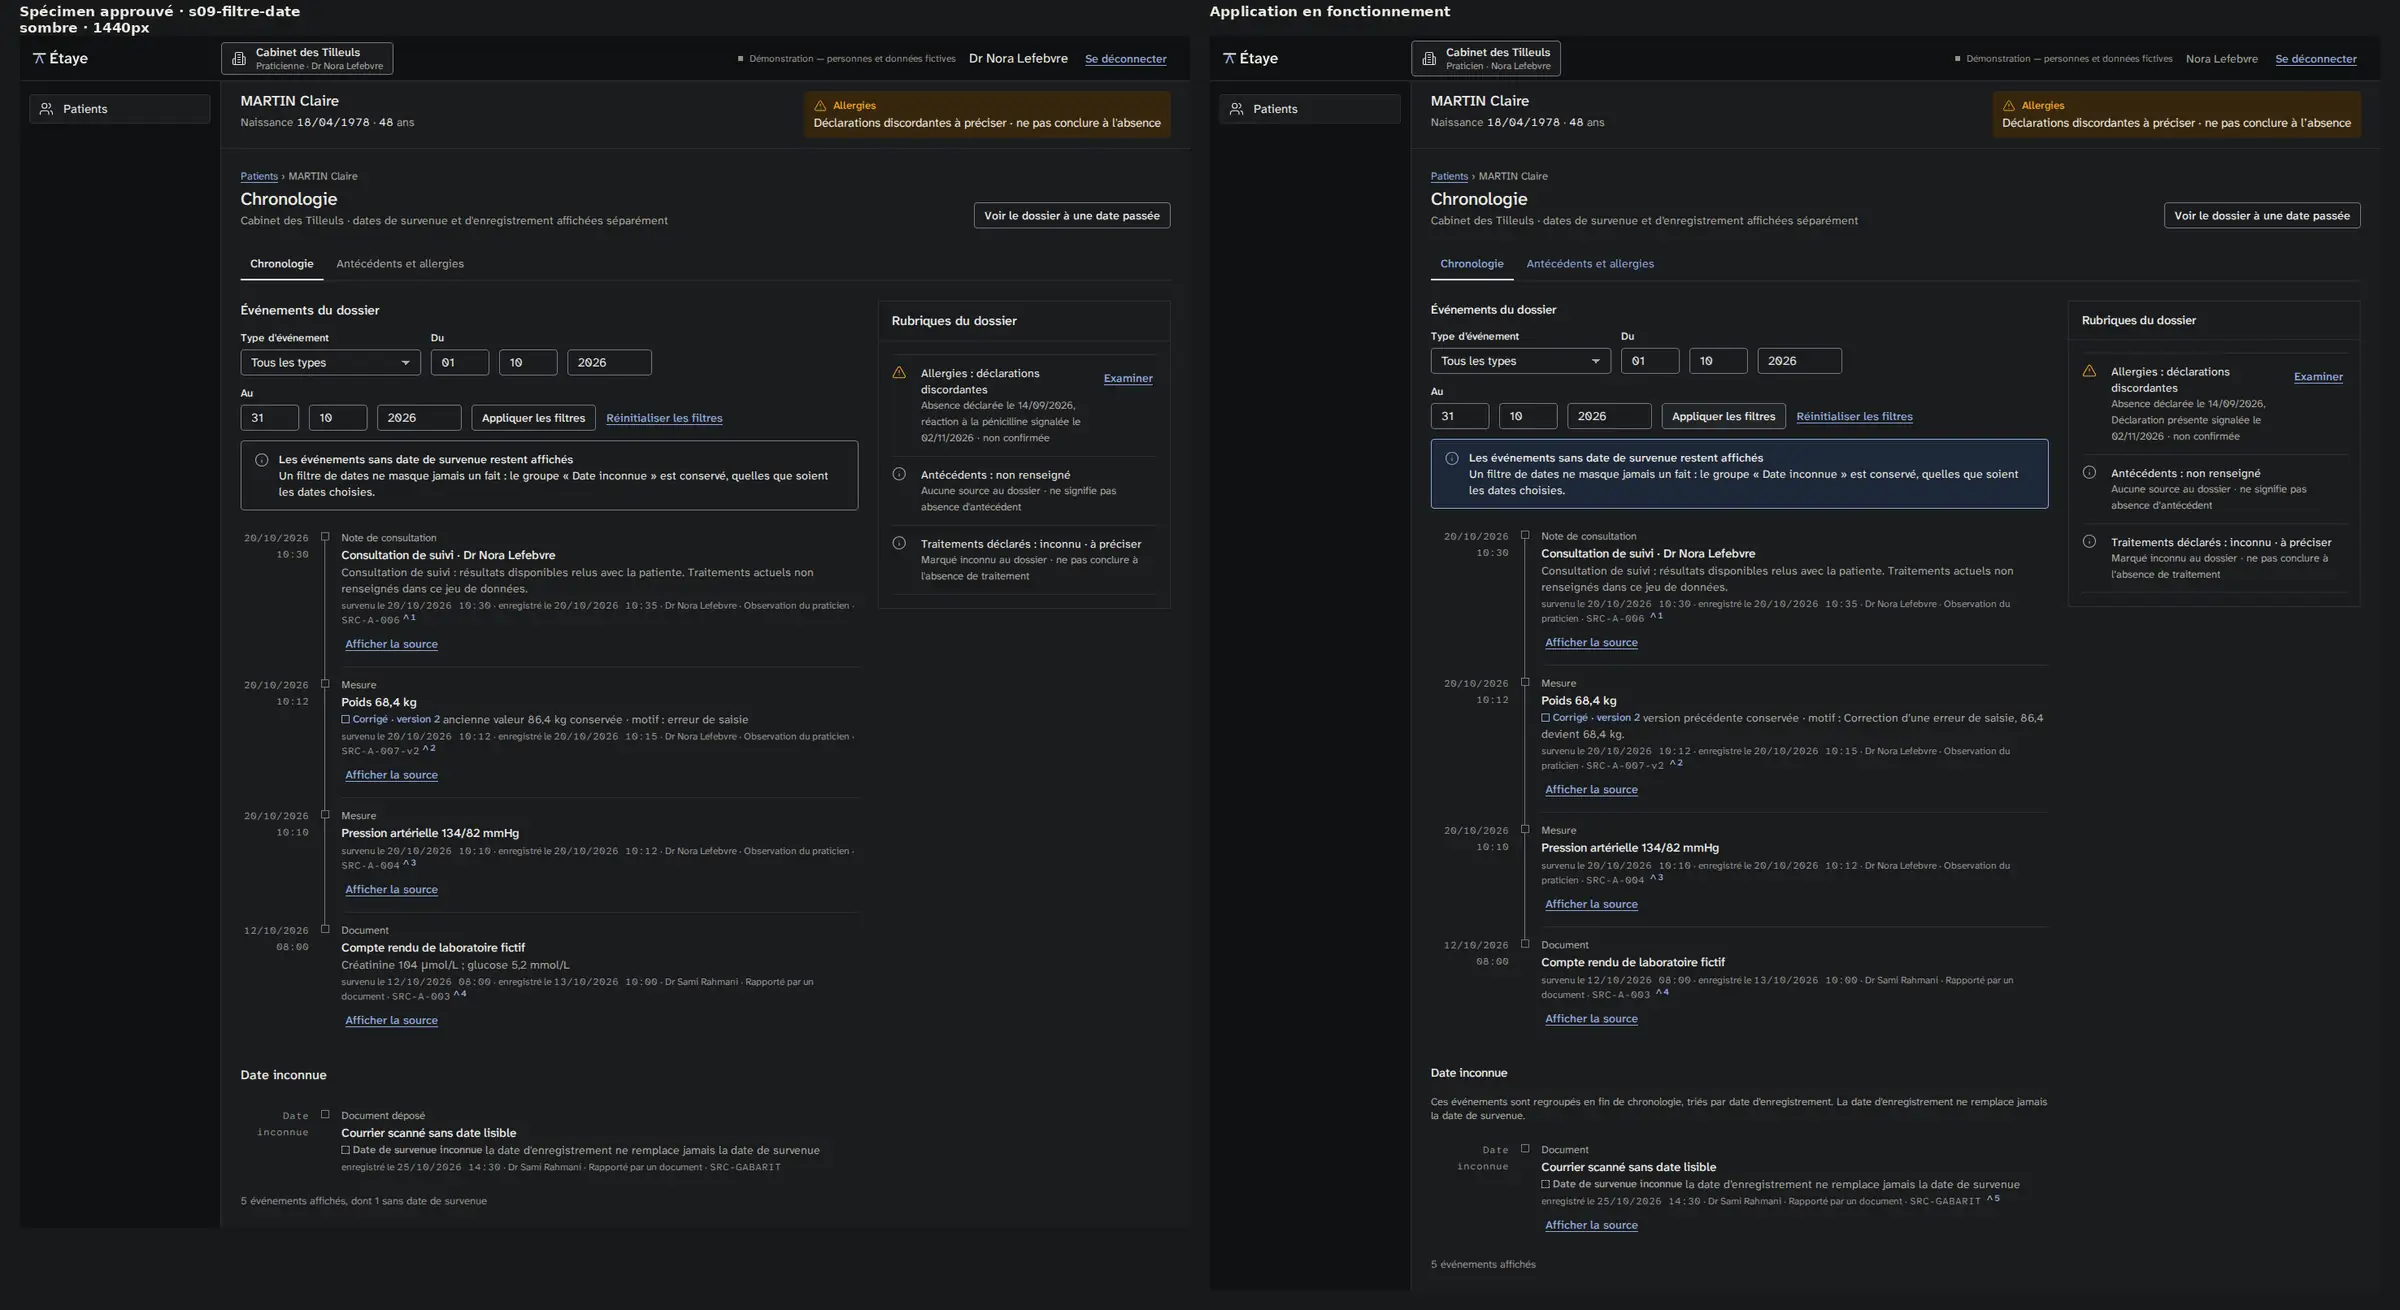 Spécimen approuvé · s09-filtre-date
sombre · 1440px
Étaye
Cabinet des Tilleuls
Praticienne · Dr Nora Lefebvre
Démonstration — personnes et données fictives
Dr Nora Lefebvre
Se déconnecter
Patients
MARTIN Claire
Naissance 18/04/1978 · 48 ans
Allergies
Déclarations discordantes à préciser · ne pas conclure à l'absence
Patients › MARTIN Claire
Chronologie
Cabinet des Tilleuls · dates de survenue et d'enregistrement affichées séparément
Voir le dossier à une date passée
Chronologie
Antécédents et allergies
Événements du dossier
Type d'événement
Du
Tous les types
01
10
2026
Au
31
10
2026
Appliquer les filtres
Réinitialiser les filtres
Les événements sans date de survenue restent affichés
Un filtre de dates ne masque jamais un fait : le groupe « Date inconnue » est conservé, quelles que soient
les dates choisies.
20/10/2026
10:30
Note de consultation
Consultation de suivi · Dr Nora Lefebvre
Consultation de suivi : résultats disponibles relus avec la patiente. Traitements actuels non
renseignés dans ce jeu de données.
survenu le 20/10/2026 10:30 · enregistré le 20/10/2026 10:35 · Dr Nora Lefebvre · Observation du praticien ·
SRC-A-006 ^1
Afficher la source
20/10/2026
10:12
Mesure
Poids 68,4 kg
Corrigé · version 2 ancienne valeur 86,4 kg conservée · motif : erreur de saisie
survenu le 20/10/2026 10:12 · enregistré le 20/10/2026 10:15 · Dr Nora Lefebvre · Observation du praticien ·
SRC-A-007-v2 ^2
Afficher la source
20/10/2026
10:10
Mesure
Pression artérielle 134/82 mmHg
survenu le 20/10/2026 10:10 · enregistré le 20/10/2026 10:12 · Dr Nora Lefebvre · Observation du praticien ·
SRC-A-004 ^3
Afficher la source
12/10/2026
08:00
Document
Compte rendu de laboratoire fictif
Créatinine 104 µmol/L ; glucose 5,2 mmol/L
survenu le 12/10/2026 08:00 · enregistré le 13/10/2026 10:00 · Dr Sami Rahmani · Rapporté par un
document · SRC-A-003 ^4
Afficher la source
Date inconnue
Date
inconnue
Document déposé
Courrier scanné sans date lisible
Date de survenue inconnue la date d'enregistrement ne remplace jamais la date de survenue
enregistré le 25/10/2026 14:30 · Dr Sami Rahmani · Rapporté par un document · SRC-GABARIT
5 événements affichés, dont 1 sans date de survenue
Rubriques du dossier
Allergies : déclarations
discordantes
Examiner
Absence déclarée le 14/09/2026,
réaction à la pénicilline signalée le
02/11/2026 · non confirmée
Antécédents : non renseigné
Aucune source au dossier · ne signifie pas
absence d'antécédent
Traitements déclarés : inconnu · à préciser
Marqué inconnu au dossier · ne pas conclure à
l'absence de traitement
Application en fonctionnement
Étaye
Cabinet des Tilleuls
Praticien · Nora Lefebvre
Démonstration — personnes et données fictives
Nora Lefebvre
Se déconnecter
Patients
MARTIN Claire
Naissance 18/04/1978 · 48 ans
Allergies
Déclarations discordantes à préciser · ne pas conclure à l'absence
Patients › MARTIN Claire
Chronologie
Cabinet des Tilleuls · dates de survenue et d'enregistrement affichées séparément
Voir le dossier à une date passée
Chronologie
Antécédents et allergies
Événements du dossier
Type d'événement
Du
Tous les types
01
10
2026
Au
31
10
2026
Appliquer les filtres
Réinitialiser les filtres
Les événements sans date de survenue restent affichés
Un filtre de dates ne masque jamais un fait : le groupe « Date inconnue » est conservé, quelles que soient
les dates choisies.
20/10/2026
10:30
Note de consultation
Consultation de suivi · Dr Nora Lefebvre
Consultation de suivi : résultats disponibles relus avec la patiente. Traitements actuels non
renseignés dans ce jeu de données.
survenu le 20/10/2026 10:30 · enregistré le 20/10/2026 10:35 · Dr Nora Lefebvre · Observation du
praticien · SRC-A-006 ^1
Afficher la source
20/10/2026
10:12
Mesure
Poids 68,4 kg
Corrigé · version 2 version précédente conservée · motif : Correction d'une erreur de saisie, 86,4
devient 68,4 kg.
survenu le 20/10/2026 10:12 · enregistré le 20/10/2026 10:15 · Dr Nora Lefebvre · Observation du
praticien · SRC-A-007-v2 ^2
Afficher la source
20/10/2026
10:10
Mesure
Pression artérielle 134/82 mmHg
survenu le 20/10/2026 10:10 · enregistré le 20/10/2026 10:12 · Dr Nora Lefebvre · Observation du
praticien · SRC-A-004 ^3
Afficher la source
12/10/2026
08:00
Document
Compte rendu de laboratoire fictif
survenu le 12/10/2026 08:00 · enregistré le 13/10/2026 10:00 · Dr Sami Rahmani · Rapporté par un
document · SRC-A-003 ^4
Afficher la source
Date inconnue
Ces événements sont regroupés en fin de chronologie, triés par date d'enregistrement. La date d'enregistrement ne remplace jamais
la date de survenue.
Date
inconnue
Document
Courrier scanné sans date lisible
Date de survenue inconnue la date d'enregistrement ne remplace jamais la date de survenue
enregistré le 25/10/2026 14:30 · Dr Sami Rahmani · Rapporté par un document · SRC-GABARIT ^5
Afficher la source
5 événements affichés
Rubriques du dossier
Allergies : déclarations
discordantes
Examiner
Absence déclarée le 14/09/2026,
Déclaration présente signalée le
02/11/2026 · non confirmée
Antécédents : non renseigné
Aucune source au dossier · ne signifie pas
absence d'antécédent
Traitements déclarés : inconnu · à préciser
Marqué inconnu au dossier · ne pas conclure à
l'absence de traitement